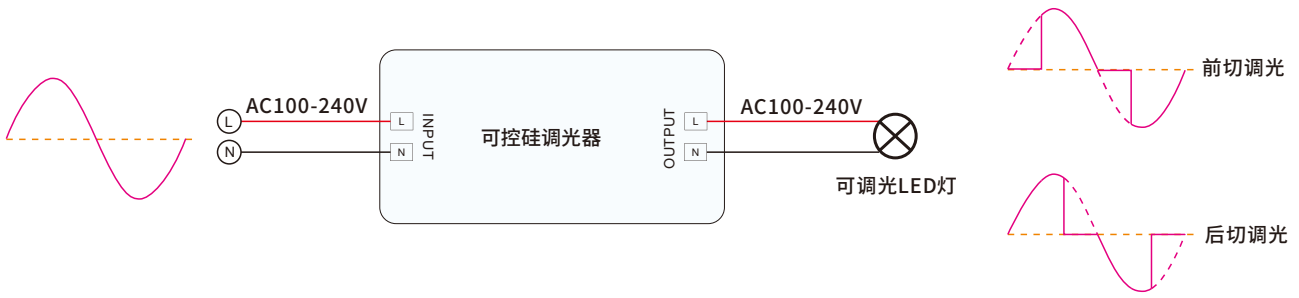 L
N
AC100-240V
L
N
INPUT
可控硅调光器
OUTPUT
L
N
AC100-240V
可调光LED灯
前切调光
后切调光